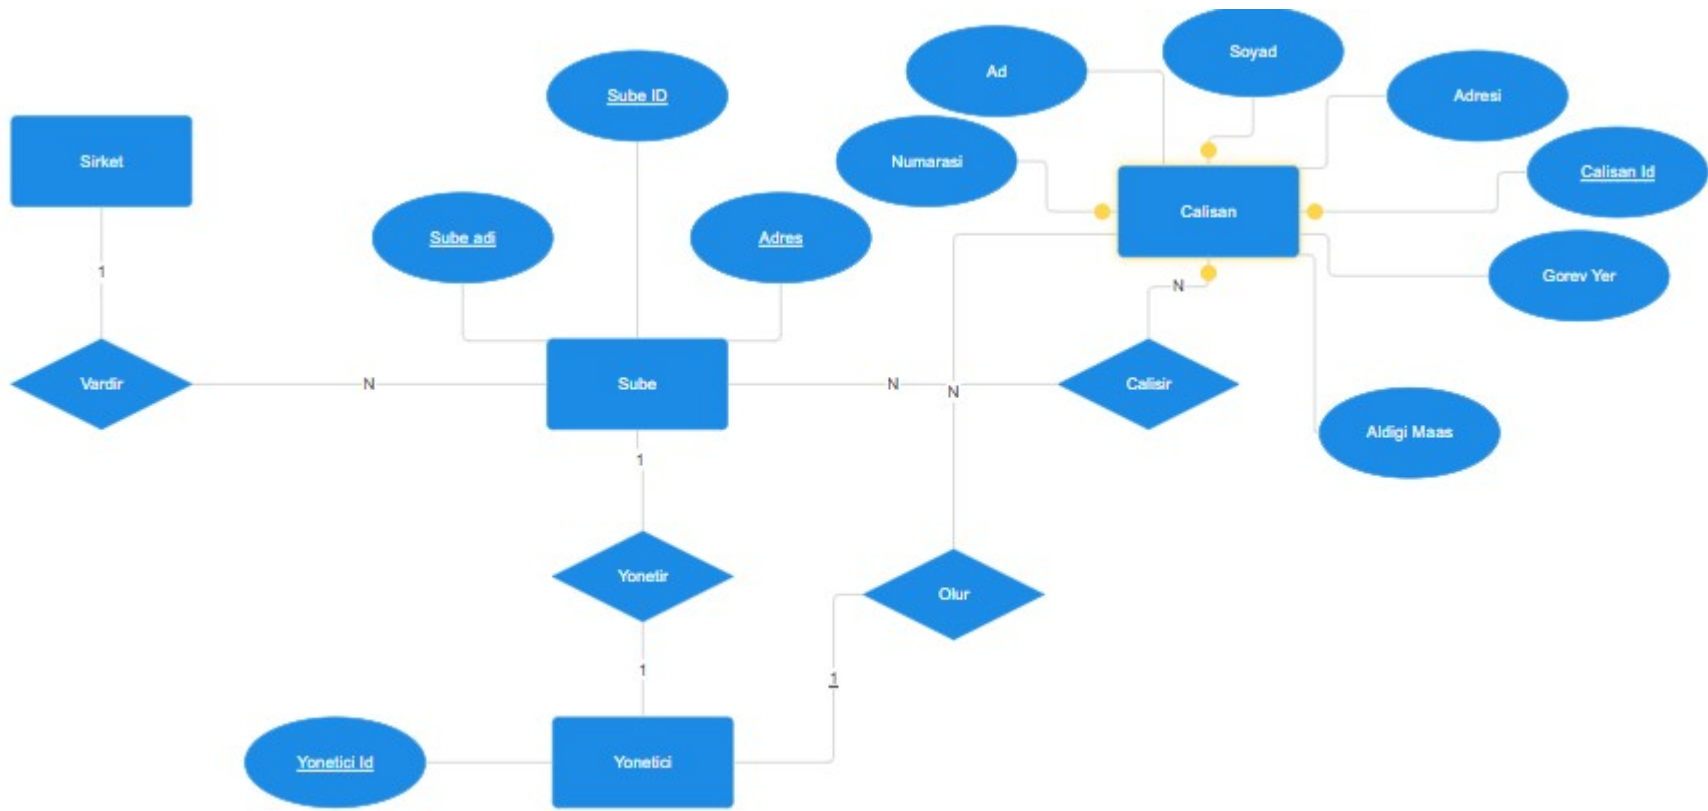 Soyad
Ad
Sube ID
Adresi
Sirket
Numarasi
Calisan Id
Calisan
Sube adi
Adres
1
Gorev Yer
N
Vardir
N
Sube
N
N
Calisir
Aldigi Maas
1
Yonetir
Olur
1
1
Yonetici Id
Yonetici